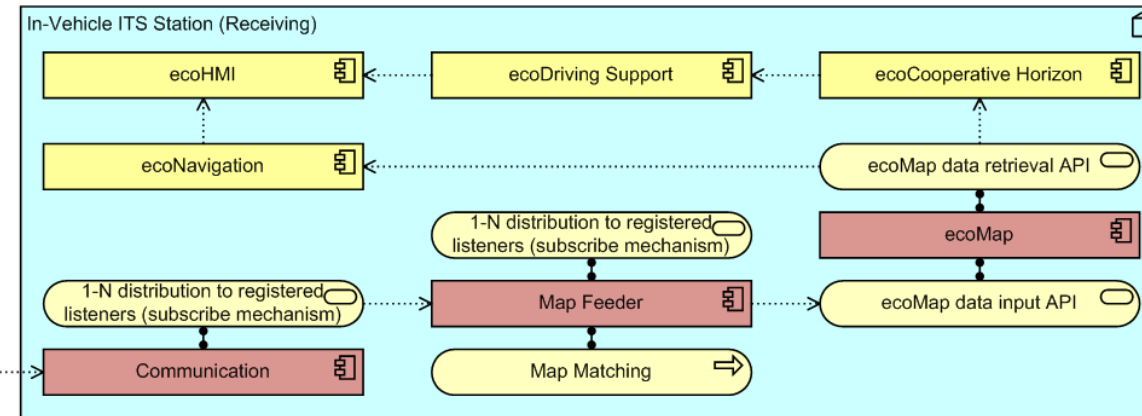 In-Vehicle ITS Station (Receiving)
ecoHMI
ecoDriving Support
ecoCooperative Horizon
ecoNavigation
ecoMap data retrieval API
1-N distribution to registered
listeners (subscribe mechanism)
ecoMap
1-N distribution to registered
listeners (subscribe mechanism)
Map Feeder
ecoMap data input API
Communication
Map Matching